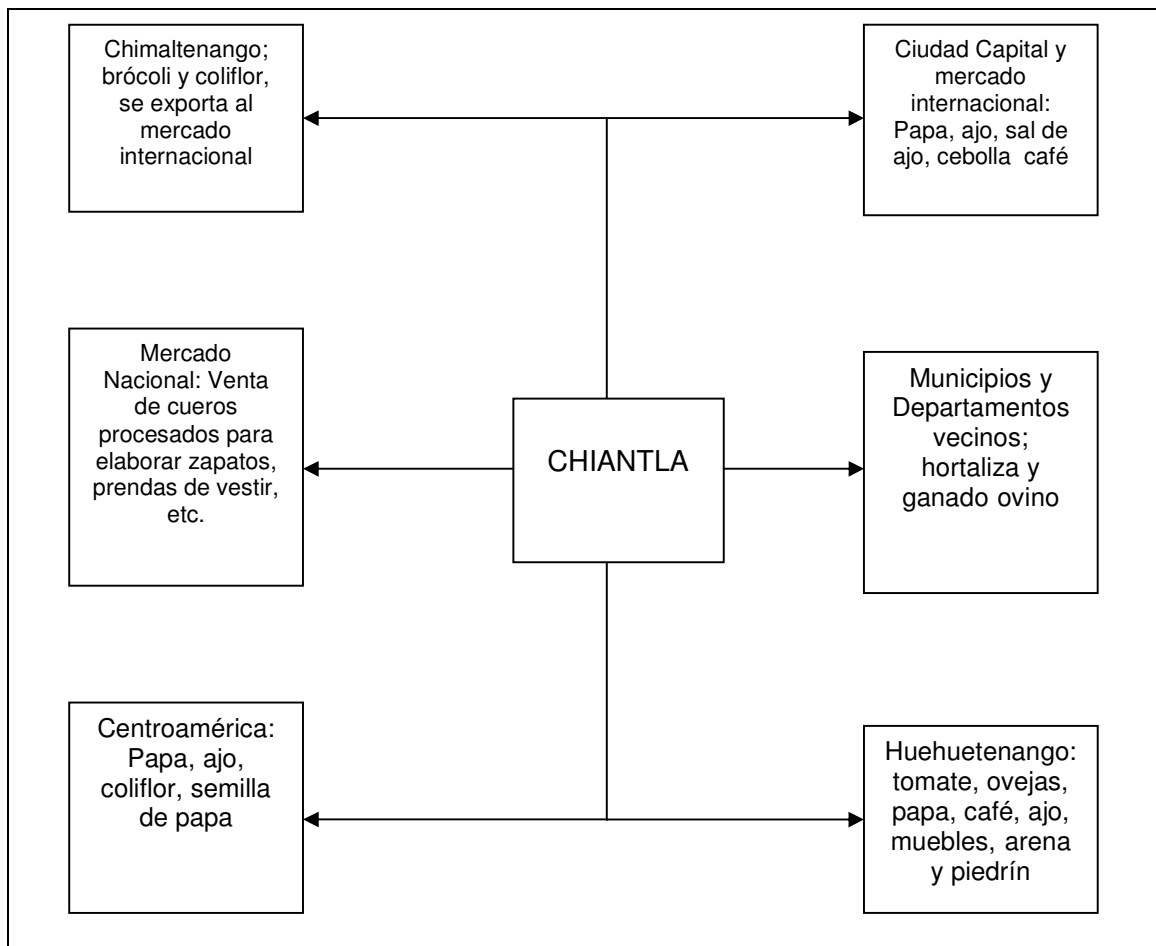 Chimaltenango;
brócoli y coliflor,
se exporta al
mercado
internacional
Ciudad Capital y
mercado
internacional:
Papa, ajo, sal de
ajo, cebolla café
Mercado
Nacional: Venta
de cueros
procesados para
elaborar zapatos,
prendas de vestir,
etc.
CHIANTLA
Municipios y
Departamentos
vecinos;
hortaliza y
ganado ovino
Centroamérica:
Papa, ajo,
coliflor, semilla
de papa
Huehuetenango:
tomate, ovejas,
papa, café, ajo,
muebles, arena
y piedrín